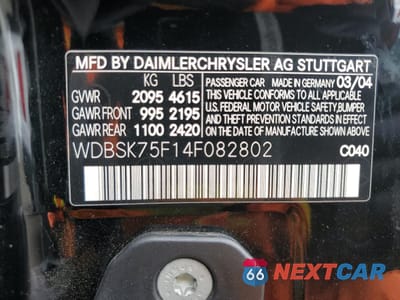 MFD BY DAIMLERCHRYSLER AG STUTTGART
KG LBS
GVWR 2095 4615
GAWR FRONT 995 2195
GAWR REAR 1100 2420
PASSENGER CAR MADE IN GERMANY 03/04
THIS VEHICLE CONFORMS TO ALL APPLICABLE
U.S. FEDERAL MOTOR VEHICLE SAFETY, BUMPER
AND THEFT PREVENTION STANDARDS IN EFFECT
ON THE DATE OF MANUFACTURE SHOWN ABOVE.
WDBSK75F14F082802
C040
66 NEXTCAR